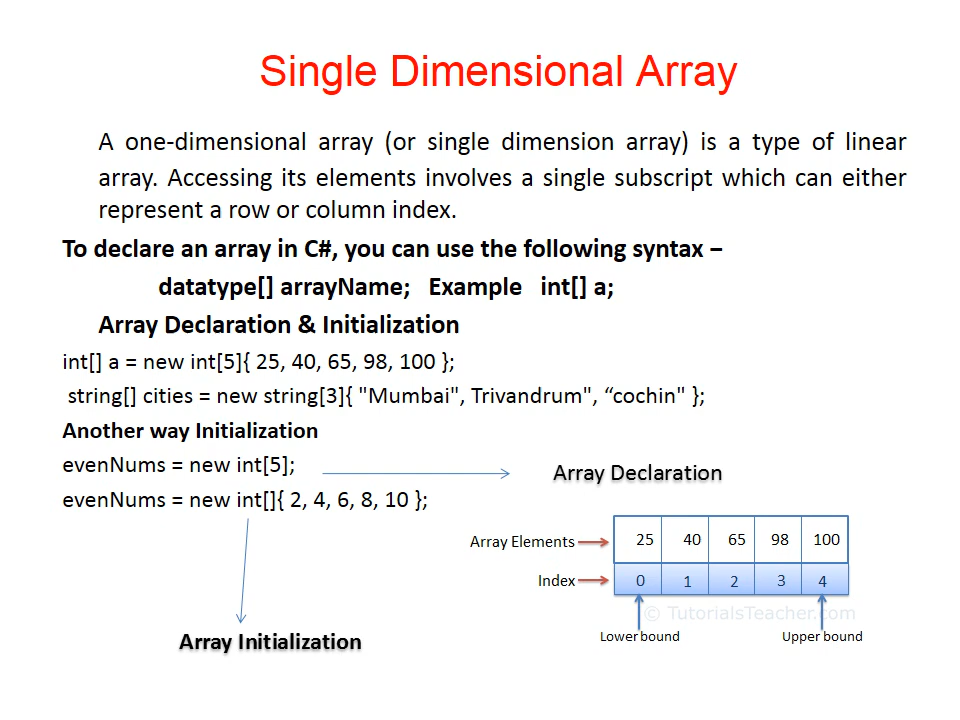 Single Dimensional Array
A one-dimensional array (or single dimension array) is a type of linear
array. Accessing its elements involves a single subscript which can either
represent a row or column index.
To declare an array in C#, you can use the following syntax −
datatype[] arrayName;   Example   int[] a;
Array Declaration & Initialization
int[] a = new int[5]{ 25, 40, 65, 98, 100 };
string[] cities = new string[3]{ "Mumbai", Trivandrum", “cochin" };
Another way Initialization
evenNums = new int[5];
Array Declaration
evenNums = new int[]{ 2, 4, 6, 8, 10 };
Array Elements 25 40 65 98 100
Index 0 1 2 3 4
© TutorialsTeacher.com
Lower bound Upper bound
Array Initialization